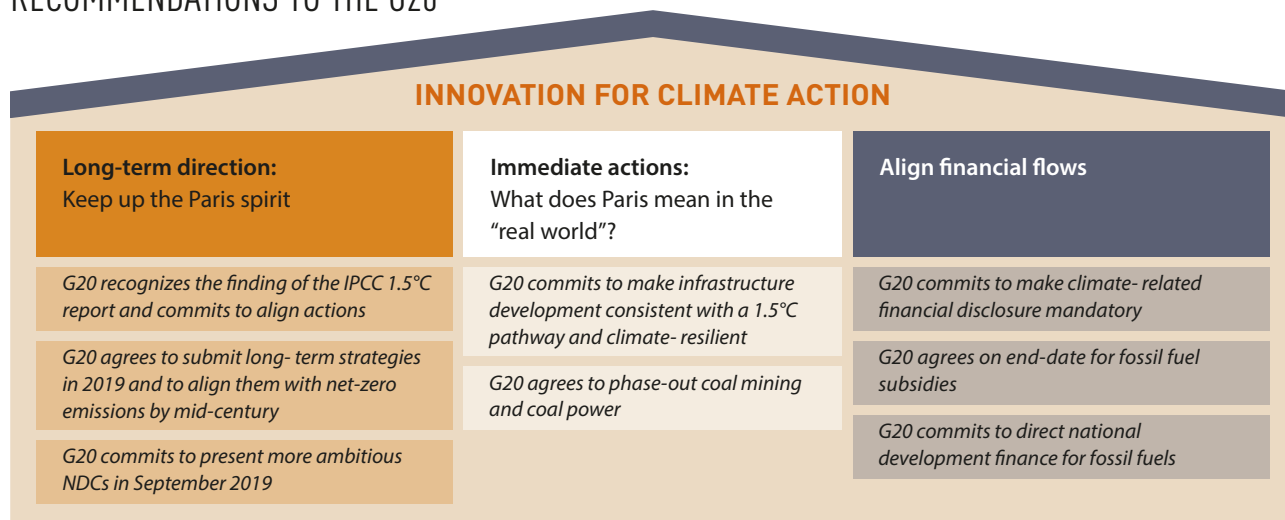 RECOMMENDATIONS TO THE G20
INNOVATION FOR CLIMATE ACTION
Long-term direction:
Keep up the Paris spirit
G20 recognizes the finding of the IPCC 1.5°C
report and commits to align actions
G20 agrees to submit long- term strategies
in 2019 and to align them with net-zero
emissions by mid-century
G20 commits to present more ambitious
NDCs in September 2019
Immediate actions:
What does Paris mean in the
“real world”?
G20 commits to make infrastructure
development consistent with a 1.5°C
pathway and climate- resilient
G20 agrees to phase-out coal mining
and coal power
Align financial flows
G20 commits to make climate- related
financial disclosure mandatory
G20 agrees on end-date for fossil fuel
subsidies
G20 commits to direct national
development finance for fossil fuels